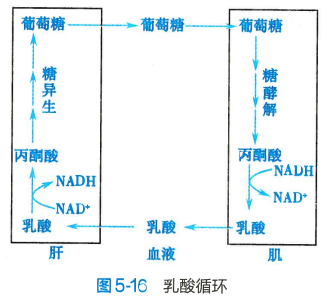 葡萄糖 葡萄糖 葡萄糖
糖异生
糖酵解
丙酮酸 丙酮酸
NADH NADH
NAD⁺ NAD⁺
乳酸 乳酸 乳酸
肝 血液 肌
图5-16 乳酸循环